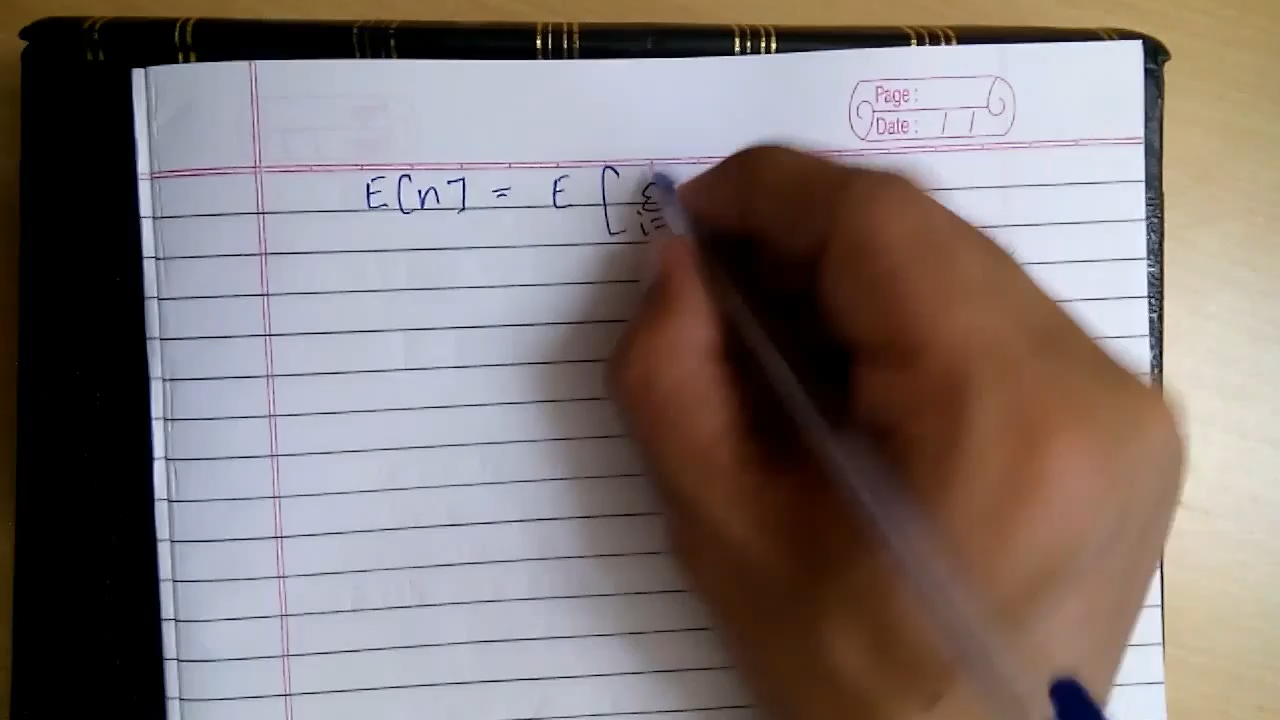 Page :
Date : / /
E[n] = E [ Σ i=